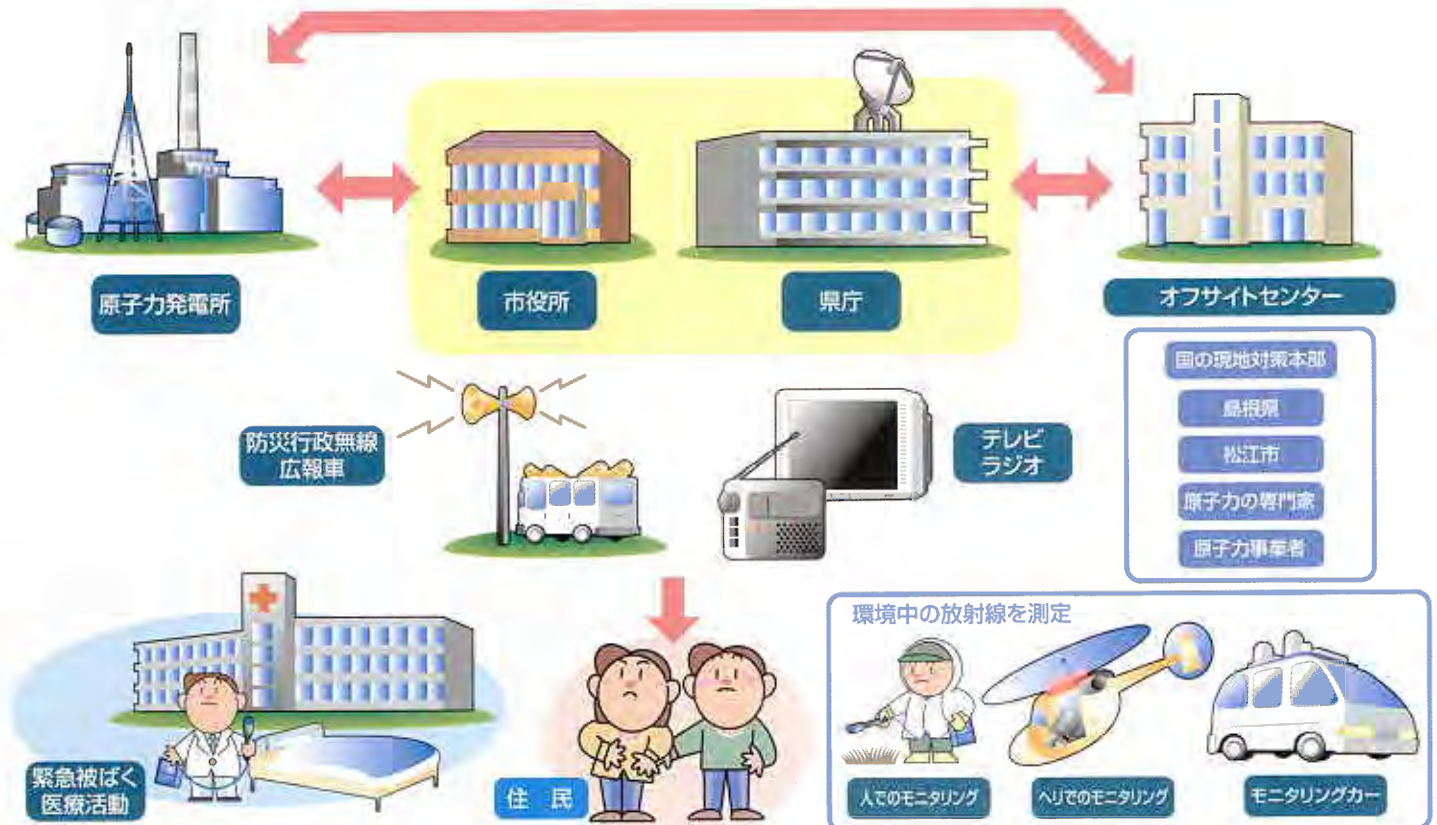 原子力発電所
市役所
県庁
オフサイトセンター
国の現地対策本部
島根県
松江市
原子力の専門家
原子力事業者
防災行政無線
広報車
テレビ
ラジオ
緊急被ばく
医療活動
住 民
環境中の放射線を測定
人でのモニタリング
ヘリでのモニタリング
モニタリングカー